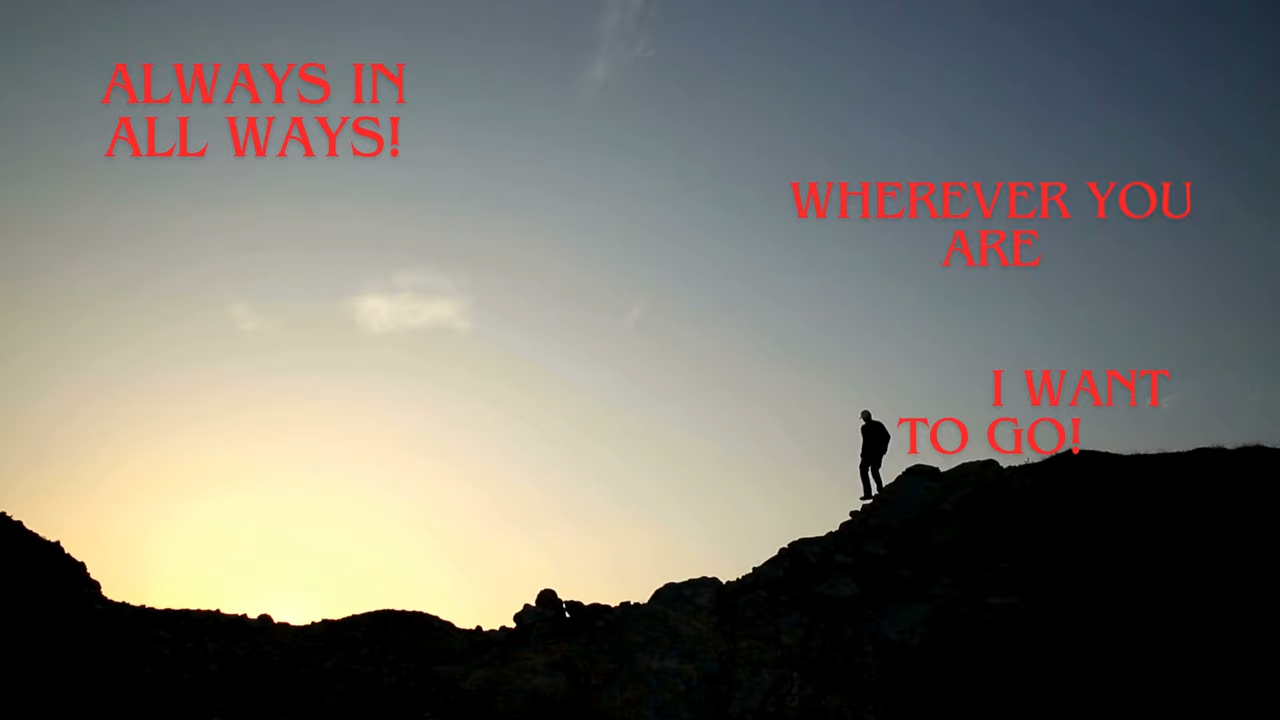 ALWAYS IN
ALL WAYS!
WHEREVER YOU
ARE
I WANT
TO GO!